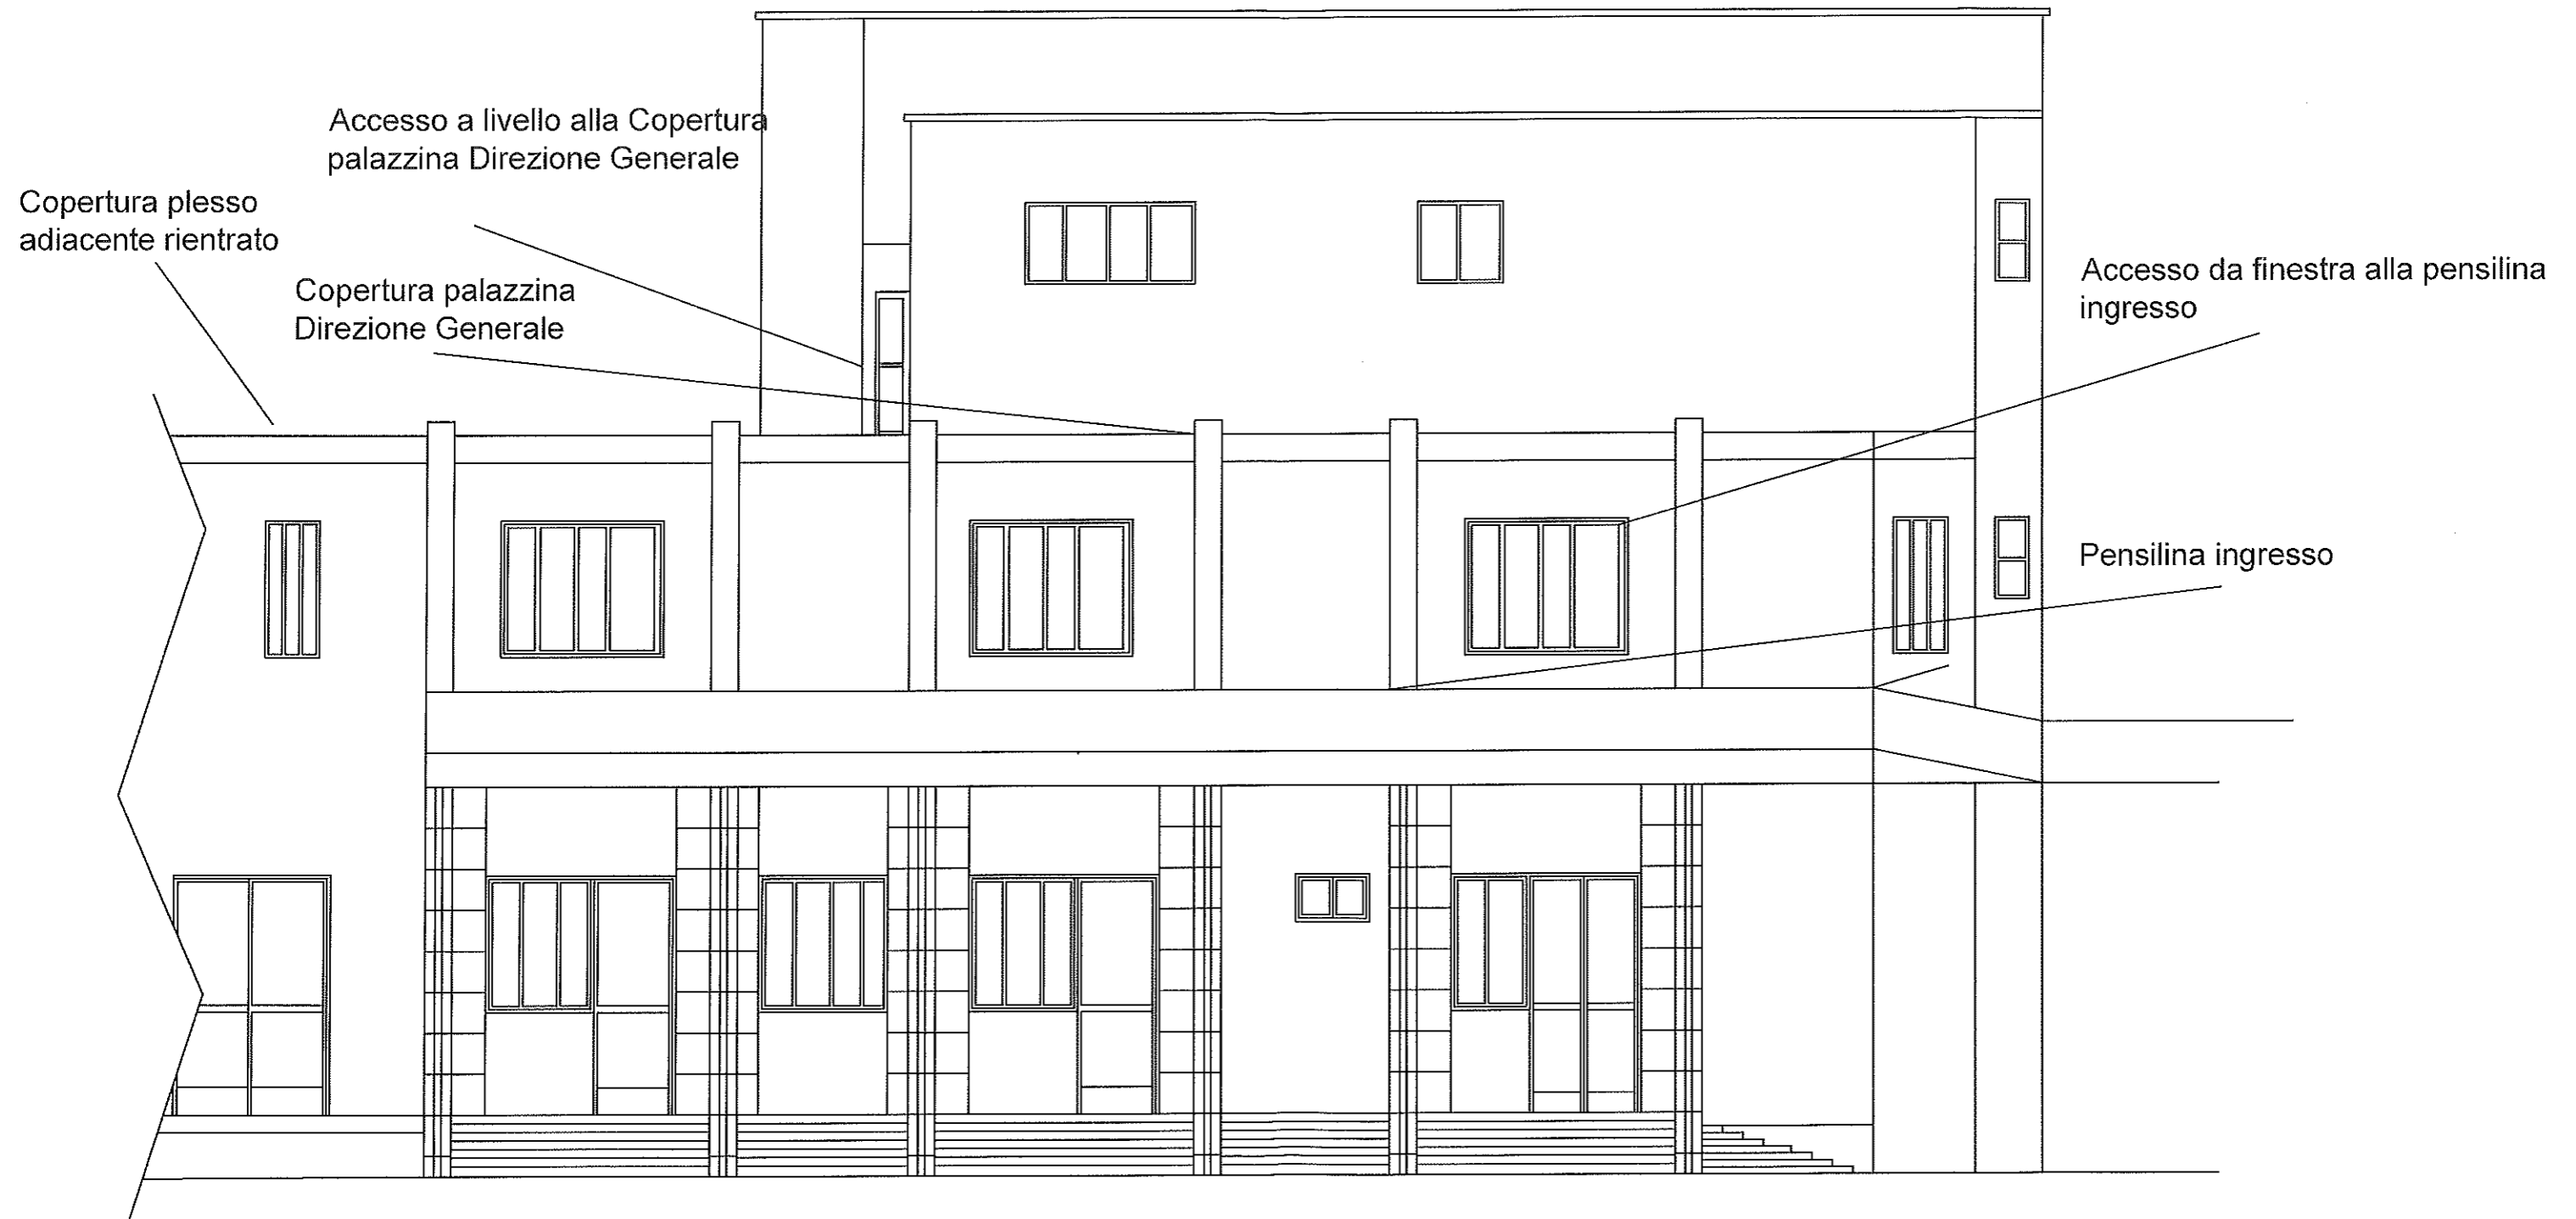 Accesso a livello alla Copertura
palazzina Direzione Generale
Copertura plesso
adiacente rientrato
Copertura palazzina
Direzione Generale
Accesso da finestra alla pensilina
ingresso
Pensilina ingresso